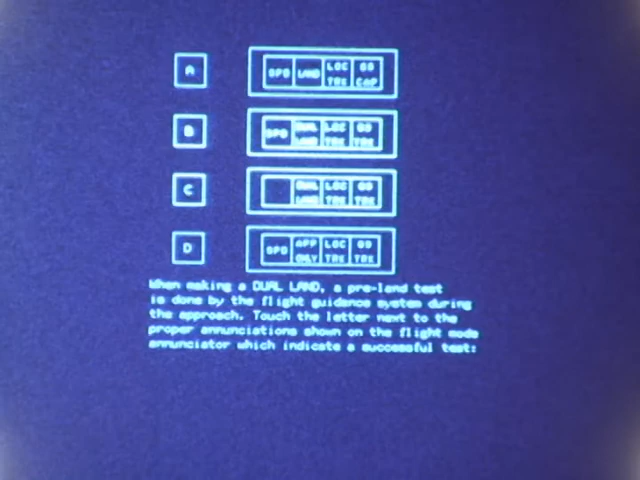 A
SPD LAND LOC TRK GS CAP
B
SPD DUAL LAND LOC TRK GS TRK
C
DUAL LAND LOC TRK GS TRK
D
SPD APP ONLY LOC TRK GS TRK
When making a DUAL LAND, a pre-land test
is done by the flight guidance system during
the approach. Touch the letter next to the
proper annunciations shown on the flight mode
annunciator which indicate a successful test: